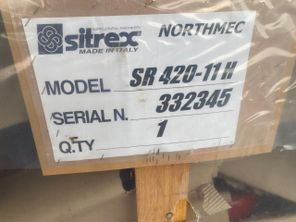 sitrex NORTHMEC
MADE IN ITALY
MODEL SR 420-11 H
SERIAL N. 332345
Q.TY 1